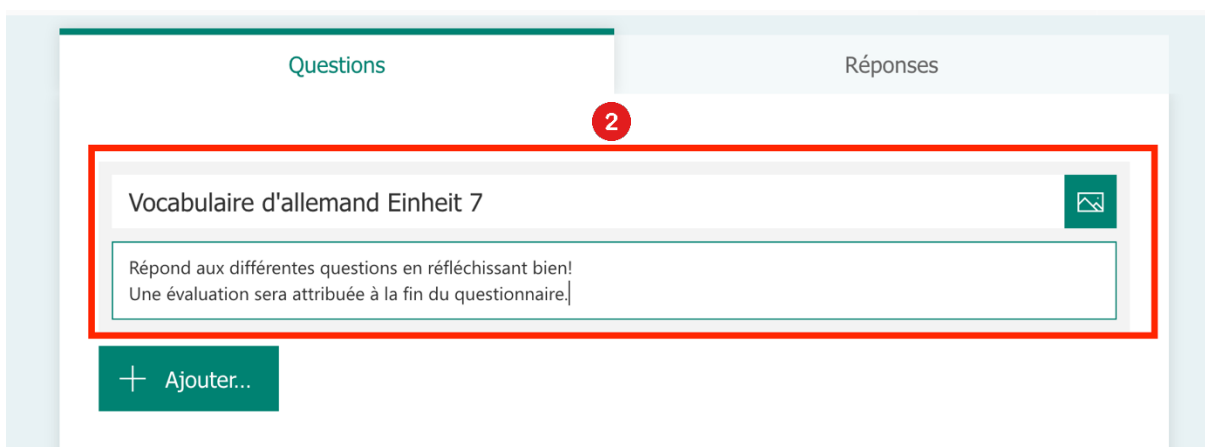 Questions
Réponses
2
Vocabulaire d'allemand Einheit 7
Répond aux différentes questions en réfléchissant bien!
Une évaluation sera attribuée à la fin du questionnaire.
Ajouter...